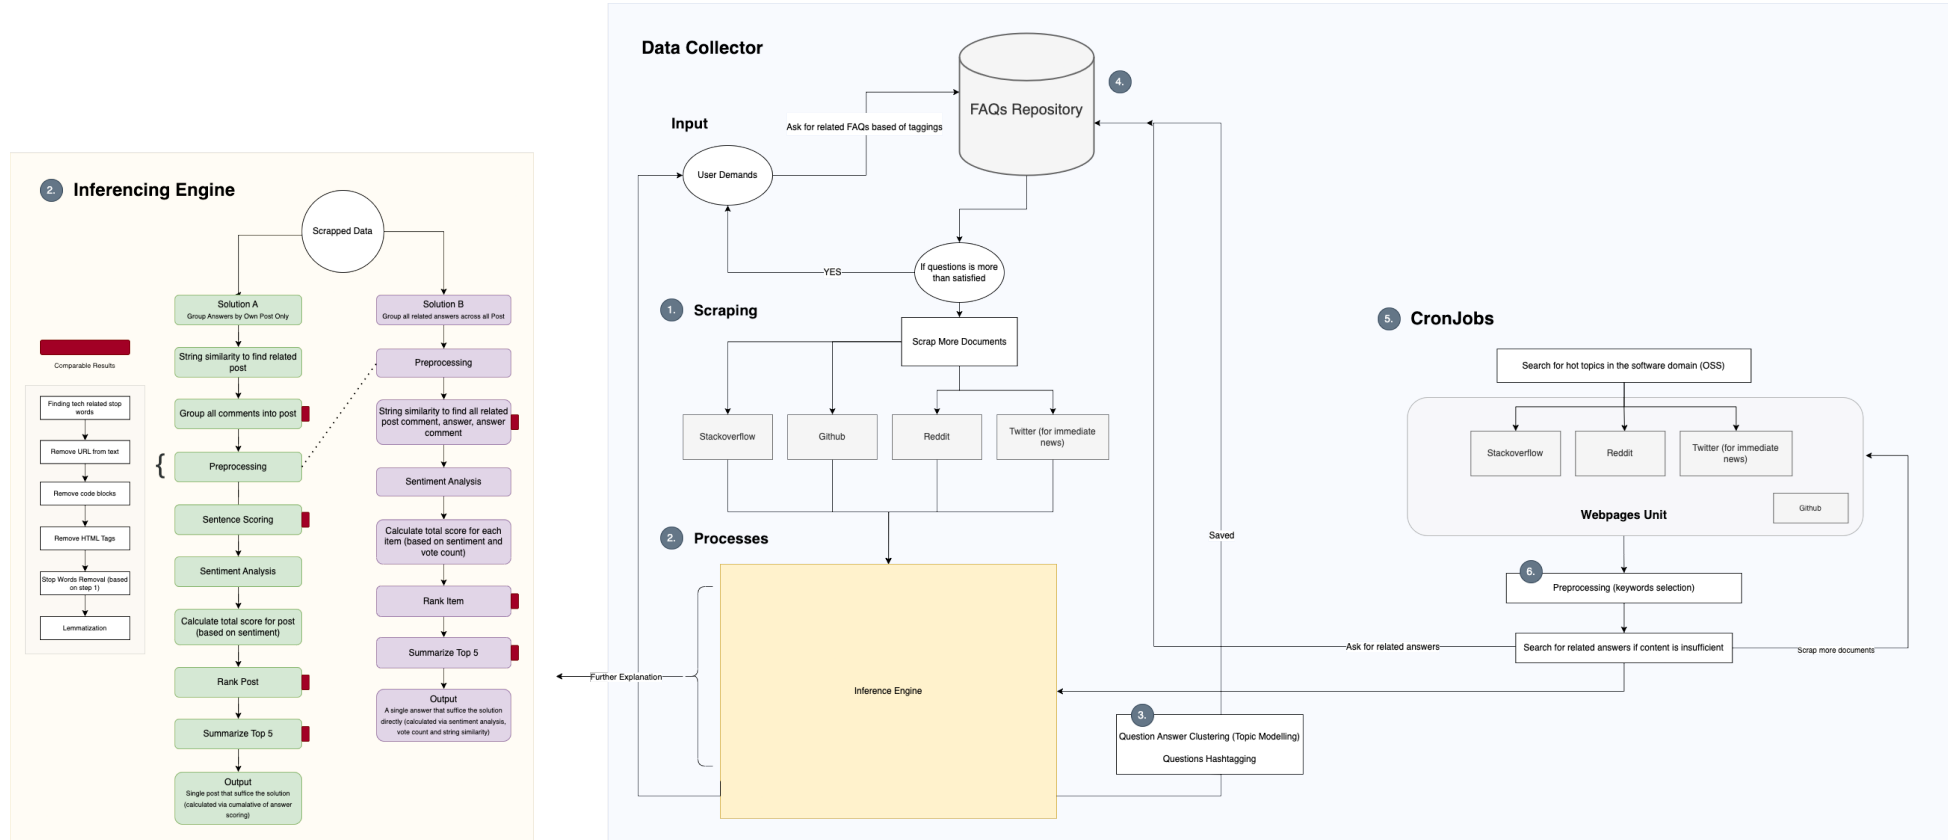 2. Inferencing Engine
Scrapped Data
Solution A
Group Answers by Own Post Only
String similarity to find related
post
Group all comments into post
{
Preprocessing
Sentence Scoring
Sentiment Analysis
Calculate total score for post
(based on sentiment)
Rank Post
Summarize Top 5
Output
Single post that suffice the solution
(calculated via cumalative of answer
scoring)
Solution B
Group all related answers across all Post
Preprocessing
String similarity to find all related
post comment, answer, answer
comment
Sentiment Analysis
Calculate total score for each
item (based on sentiment and
vote count)
Rank Item
Summarize Top 5
Output
A single answer that suffice the solution
directly (calculated via sentiment analysis,
vote count and string similarity)
Comparable Results
Finding tech related stop
words
Remove URL from text
Remove code blocks
Remove HTML Tags
Stop Words Removal (based
on step 1)
Lemmatization
Data Collector
FAQs Repository
4.
Input
Ask for related FAQs based of taggings
User Demands
If questions is more
than satisfied
YES
1. Scraping
Scrap More Documents
Stackoverflow
Github
Reddit
Twitter (for immediate
news)
2. Processes
Further Explanation
Inference Engine
Saved
3.
Question Answer Clustering (Topic Modelling)
Questions Hashtagging
5. CronJobs
Search for hot topics in the software domain (OSS)
Stackoverflow
Reddit
Twitter (for immediate
news)
Github
Webpages Unit
6.
Preprocessing (keywords selection)
Search for related answers if content is insufficient
Ask for related answers
Scrap more documents